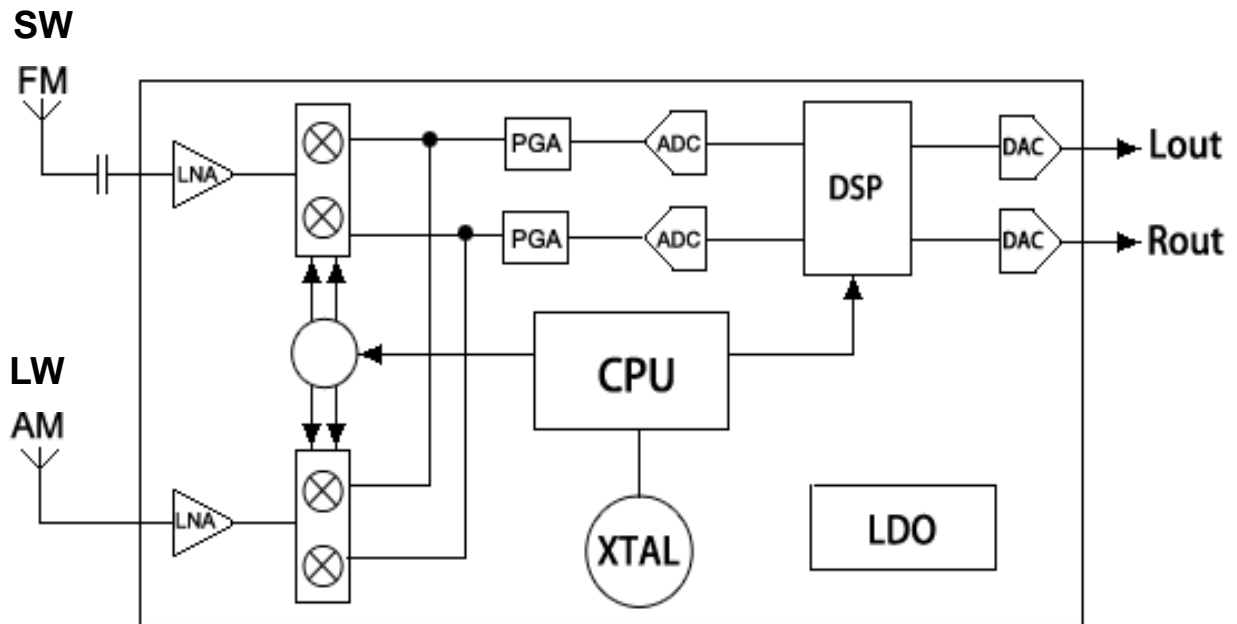 SW
FM
LNA
PGA
ADC
DSP
DAC
Lout
PGA
ADC
DAC
Rout
LW
AM
CPU
LNA
XTAL
LDO